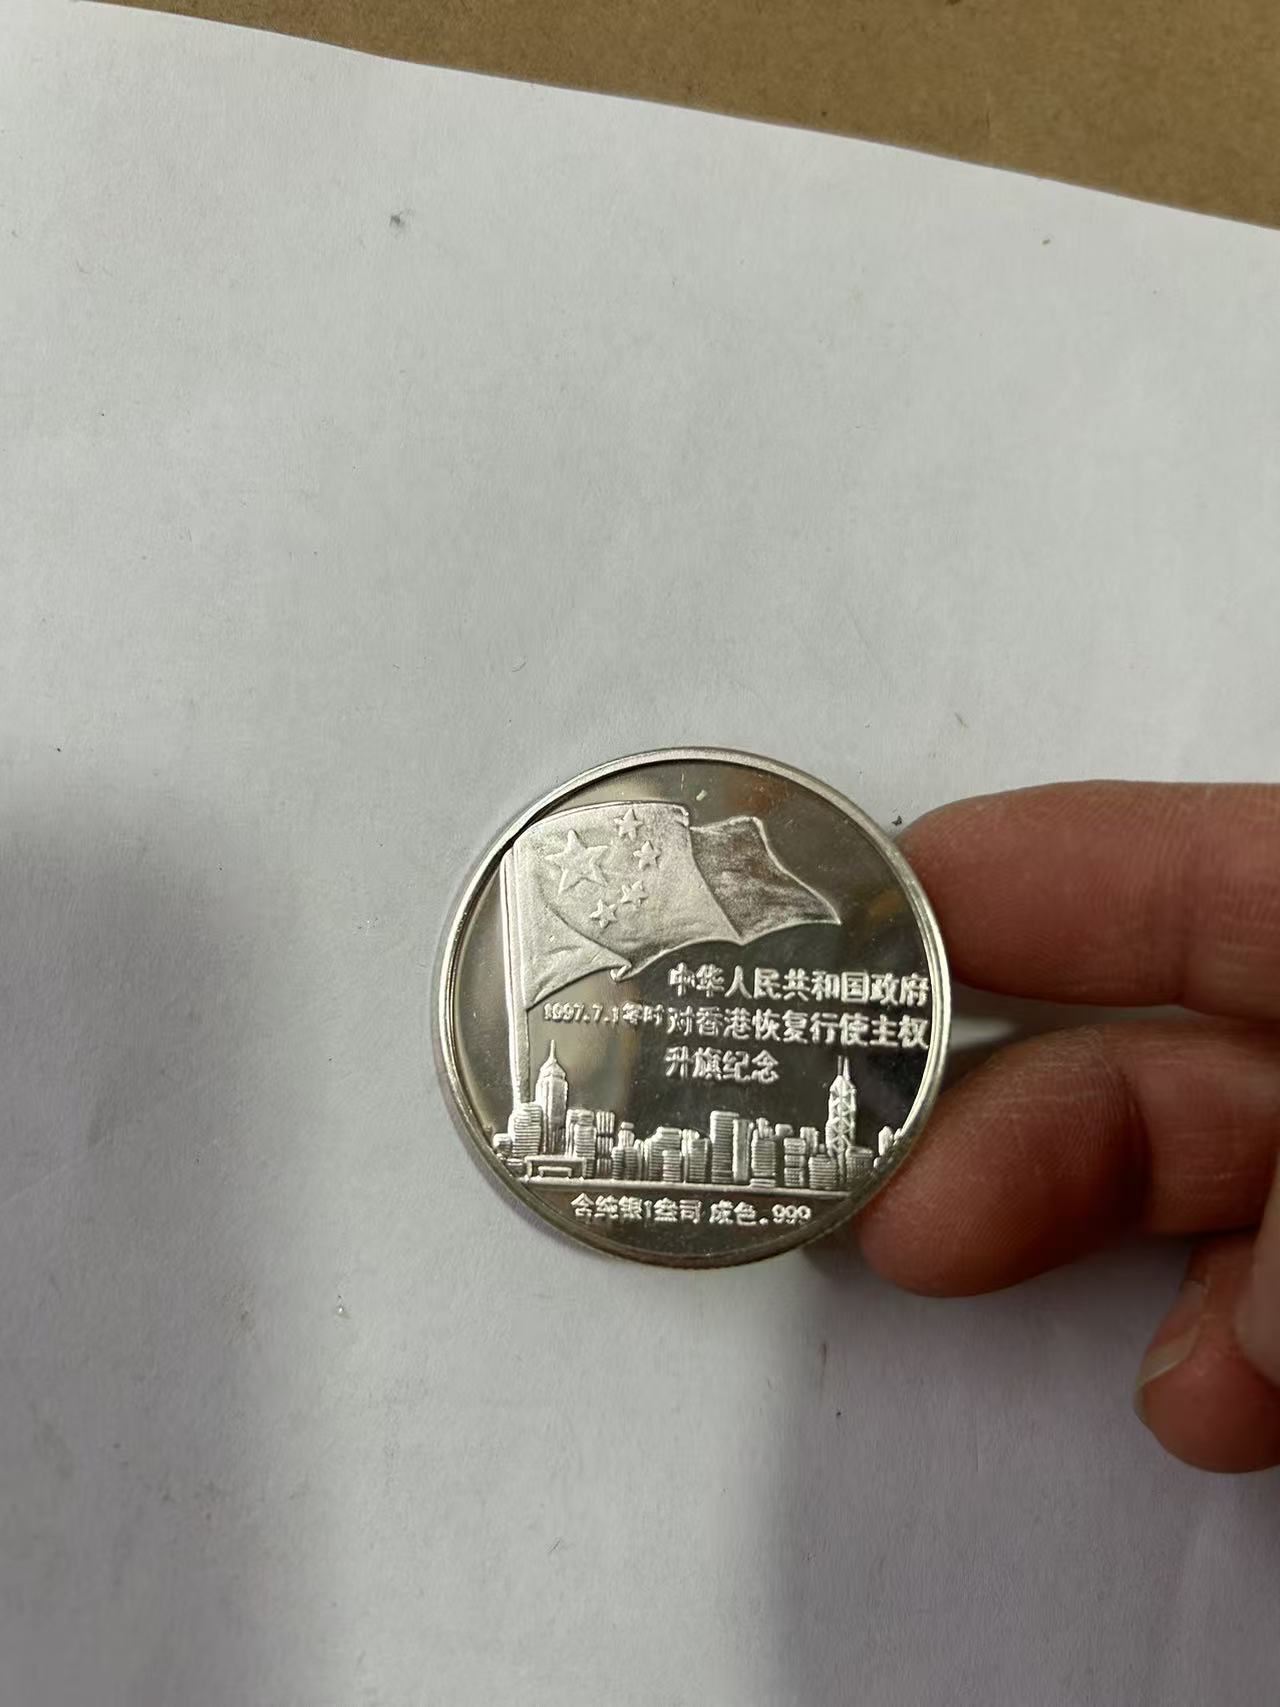 中华人民共和国政府
1997.7.1零时 对香港恢复行使主权
升旗纪念
含纯银1盎司 成色.999